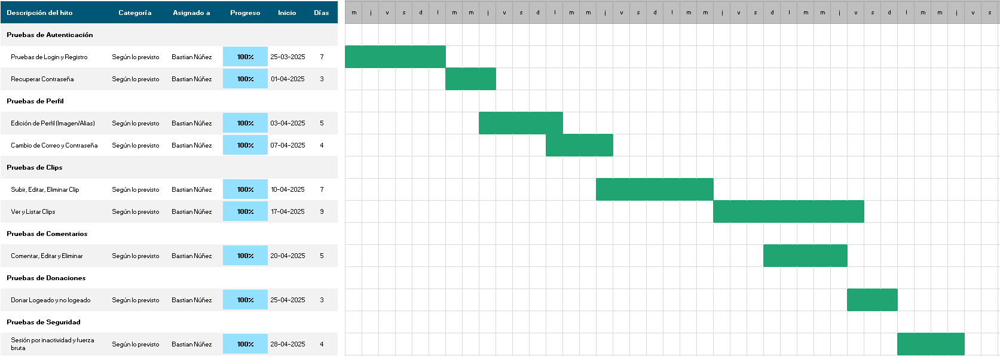 Descripción del hito Categoría Asignado a Progreso Inicio Días m j v s d l m m j v s d l m m j v s d l m m j v s d l m m j v s d l m m j v s
Pruebas de Autenticación
Pruebas de Login y Registro Según lo previsto Bastian Núñez 100% 25-03-2025 7
Recuperar Contraseña Según lo previsto Bastian Núñez 100% 01-04-2025 3
Pruebas de Perfil
Edición de Perfil (Imagen/Alias) Según lo previsto Bastian Núñez 100% 03-04-2025 5
Cambio de Correo y Contraseña Según lo previsto Bastian Núñez 100% 07-04-2025 4
Pruebas de Clips
Subir, Editar, Eliminar Clip Según lo previsto Bastian Núñez 100% 10-04-2025 7
Ver y Listar Clips Según lo previsto Bastian Núñez 100% 17-04-2025 9
Pruebas de Comentarios
Comentar, Editar y Eliminar Según lo previsto Bastian Núñez 100% 20-04-2025 5
Pruebas de Donaciones
Donar Logeado y no logeado Según lo previsto Bastian Núñez 100% 25-04-2025 3
Pruebas de Seguridad
Sesión por inactividad y fuerza
bruta Según lo previsto Bastian Núñez 100% 28-04-2025 4